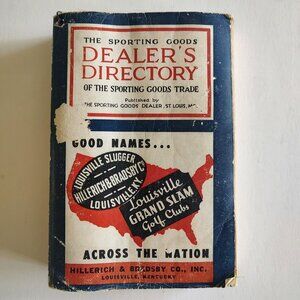 THE SPORTING GOODS
DEALER'S
DIRECTORY
OF THE SPORTING GOODS TRADE
Published by
THE SPORTING GOODS DEALER, ST. LOUIS, MO.
GOOD NAMES...
LOUISVILLE SLUGGER
HILLERICH & BRADSBY CO
LOUISVILLE KY
Louisville
GRAND SLAM
Golf Clubs
ACROSS THE NATION
HILLERICH & BRADSBY CO., INC.
LOUISVILLE, KENTUCKY